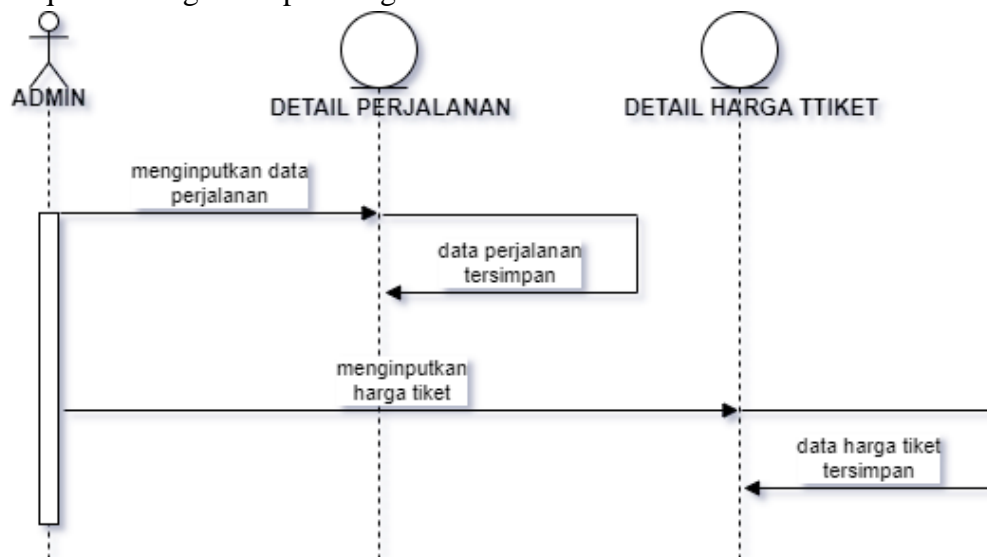 ADMIN
DETAIL PERJALANAN
DETAIL HARGA TTIKET
menginputkan data
perjalanan
data perjalanan
tersimpan
menginputkan
harga tiket
data harga tiket
tersimpan